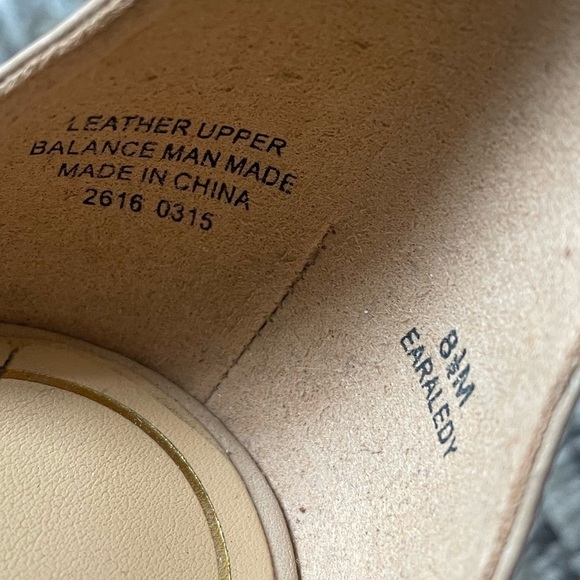 LEATHER UPPER
BALANCE MAN MADE
MADE IN CHINA
2616 0315
8½M
EARALEDY